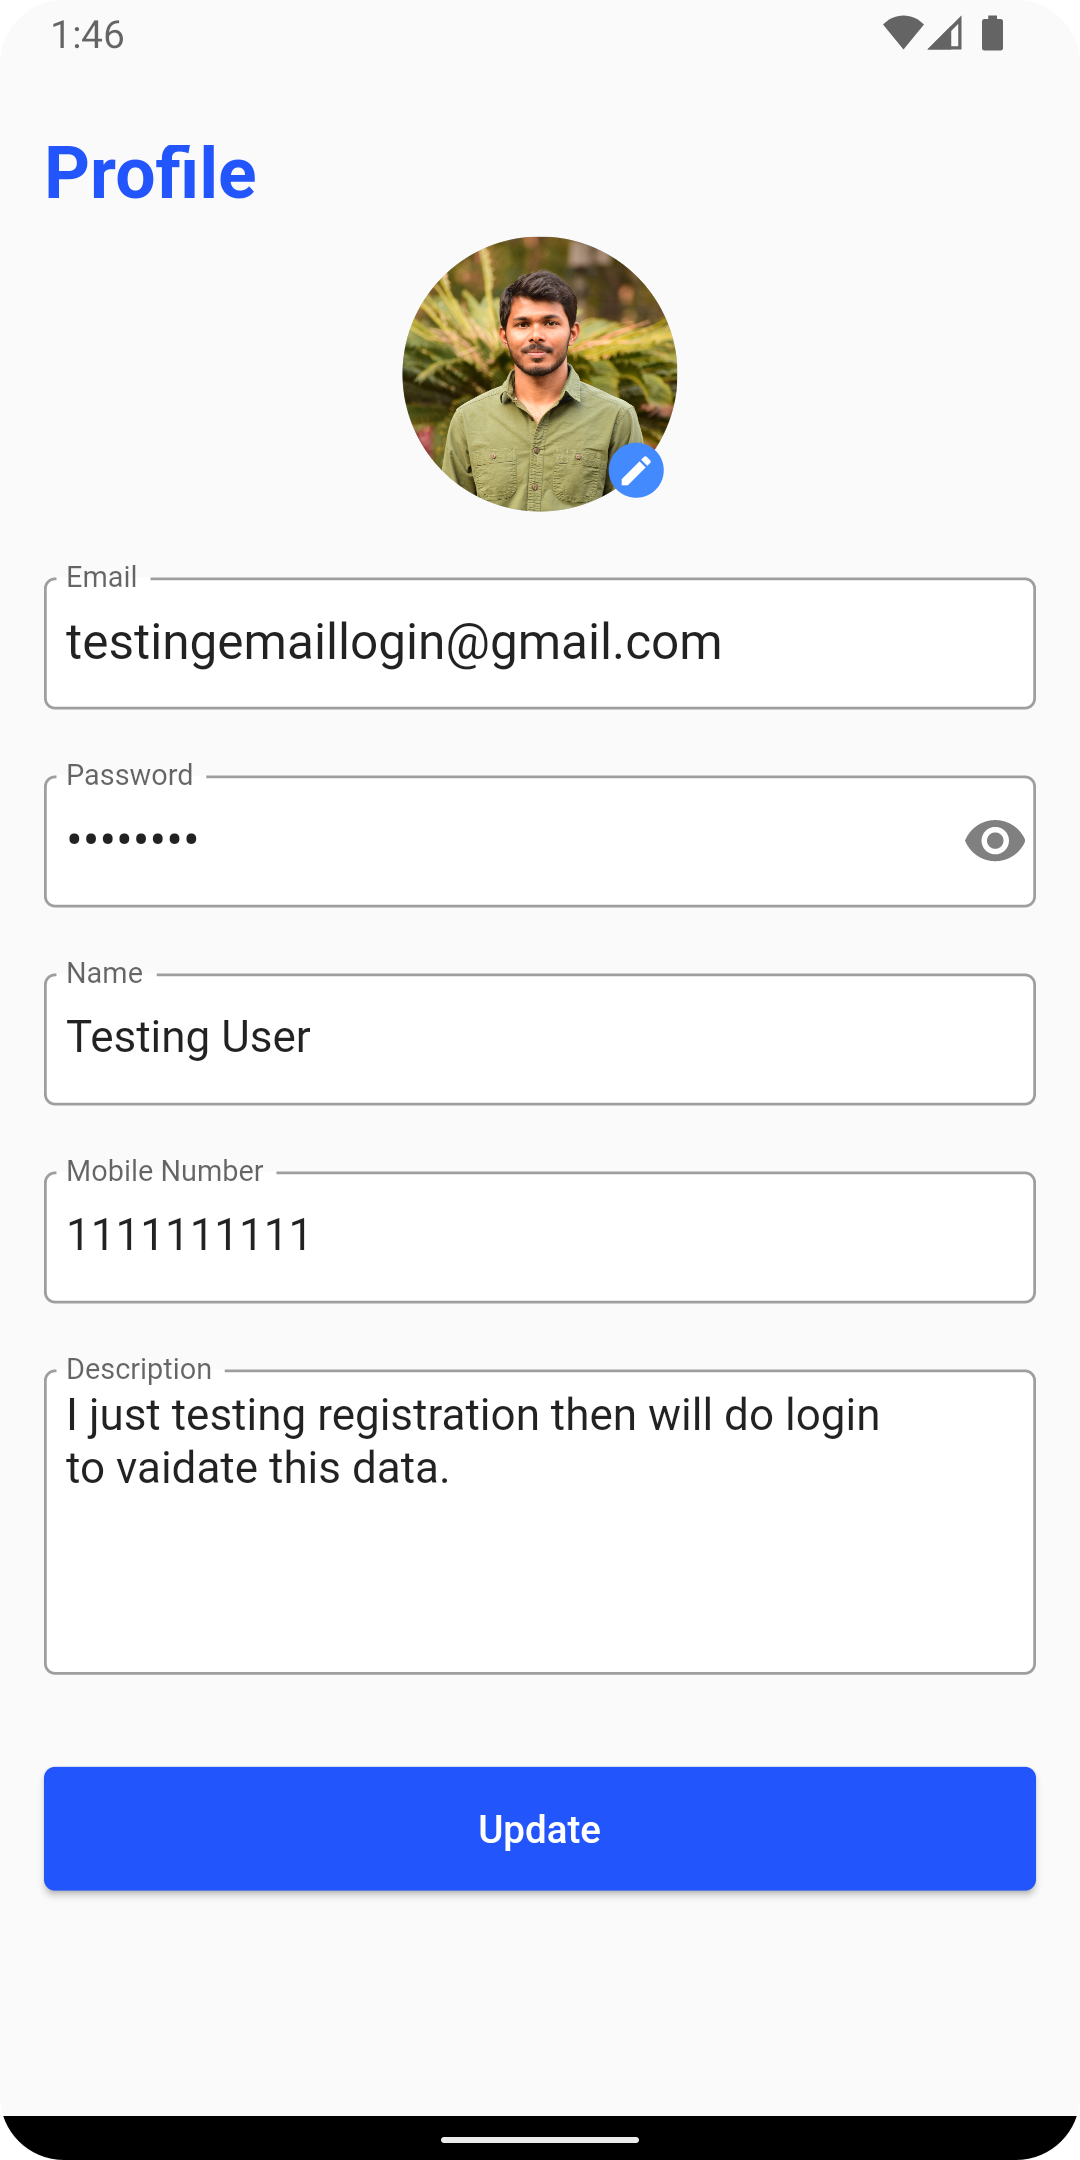 1:46
Profile
Email
testingemaillogin@gmail.com
Password
••••••••
Name
Testing User
Mobile Number
1111111111
Description
I just testing registration then will do login
to vaidate this data.
Update